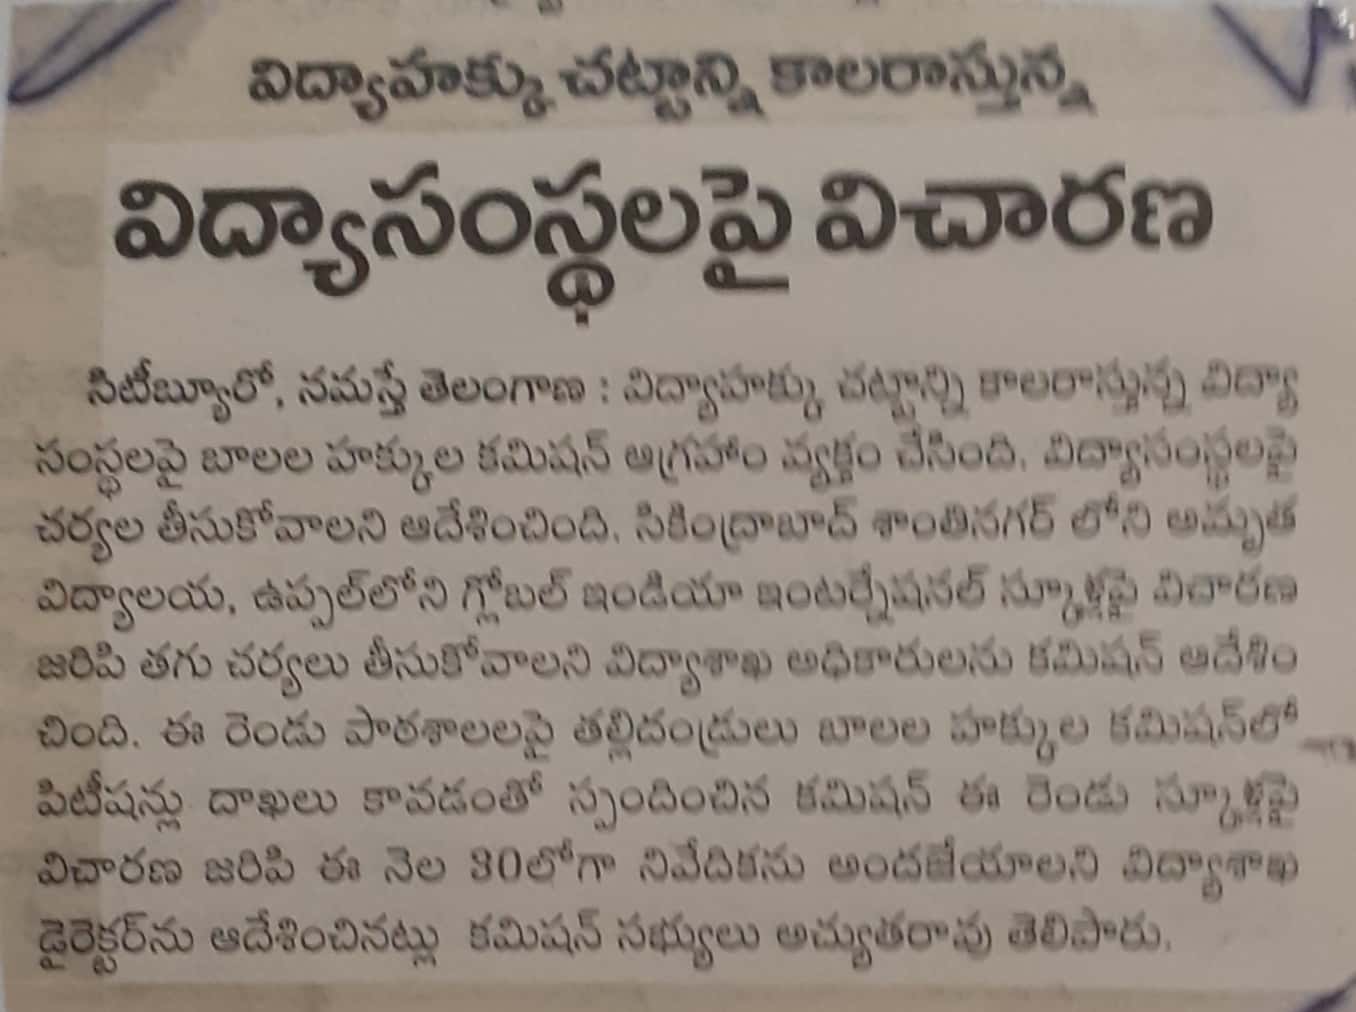 విద్యాహక్కు చట్టాన్ని కాలరాస్తున్న
విద్యాసంస్థలపై విచారణ
సిటీబ్యూరో, నమస్తే తెలంగాణ : విద్యాహక్కు చట్టాన్ని కాలరాస్తున్న విద్యా
సంస్థలపై బాలల హక్కుల కమిషన్ ఆగ్రహాం వ్యక్తం చేసింది. విద్యాసంస్థలపై
చర్యల తీసుకోవాలని ఆదేశించింది. సికింద్రాబాద్ శాంతినగర్ లోని అమృత
విద్యాలయ, ఉప్పల్‌లోని గ్లోబల్ ఇండియా ఇంటర్నేషనల్ స్కూళ్లపై విచారణ
జరిపి తగు చర్యలు తీసుకోవాలని విద్యాశాఖ అధికారులను కమిషన్ ఆదేశిం
చింది. ఈ రెండు పాఠశాలలపై తల్లిదండ్రులు బాలల హక్కుల కమిషన్‌లో
పిటీషన్లు దాఖలు కావడంతో స్పందించిన కమిషన్ ఈ రెండు స్కూళ్లపై
విచారణ జరిపి ఈ నెల 30లోగా నివేదికను అందజేయాలని విద్యాశాఖ
డైరెక్టర్‌ను ఆదేశించినట్లు కమిషన్ సభ్యులు అచ్యుతరావు తెలిపారు.